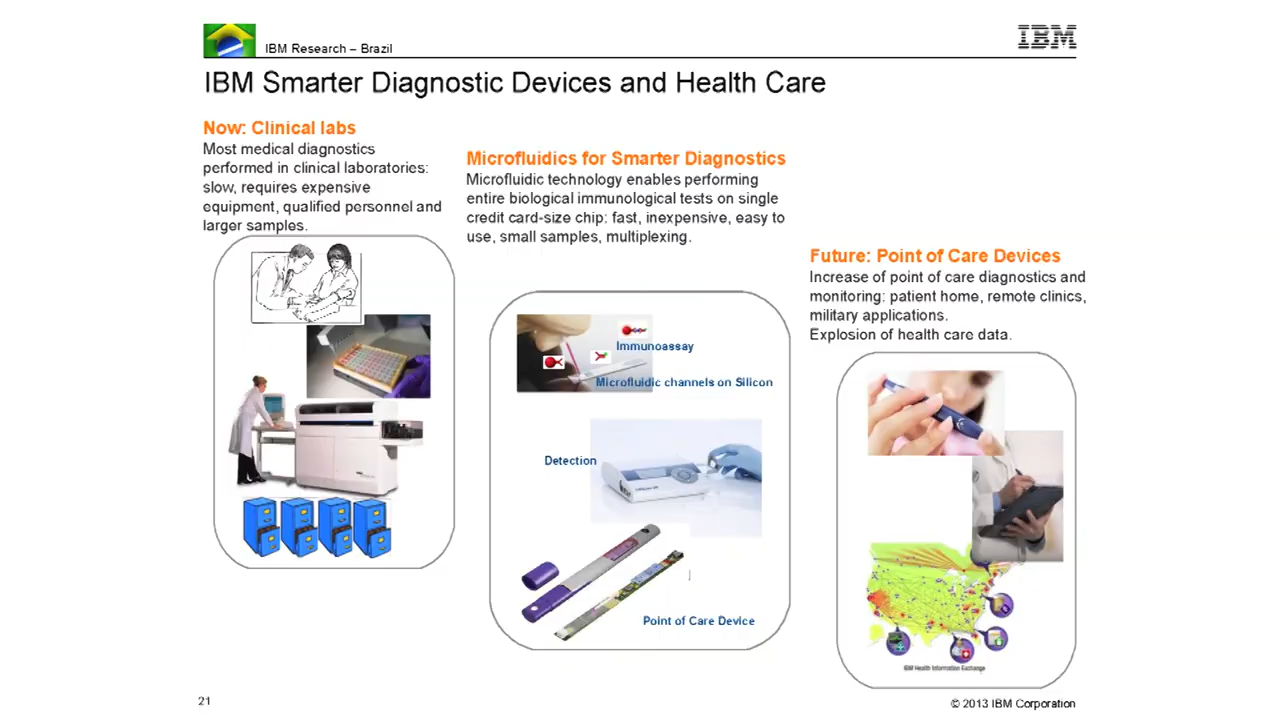 IBM Research – Brazil
IBM
IBM Smarter Diagnostic Devices and Health Care
Now: Clinical labs
Most medical diagnostics
performed in clinical laboratories:
slow, requires expensive
equipment, qualified personnel and
larger samples.
Microfluidics for Smarter Diagnostics
Microfluidic technology enables performing
entire biological immunological tests on single
credit card-size chip: fast, inexpensive, easy to
use, small samples, multiplexing.
Immunoassay
Microfluidic channels on Silicon
Detection
Point of Care Device
Future: Point of Care Devices
Increase of point of care diagnostics and
monitoring: patient home, remote clinics,
military applications.
Explosion of health care data.
IBM Health Information Exchange
21
© 2013 IBM Corporation